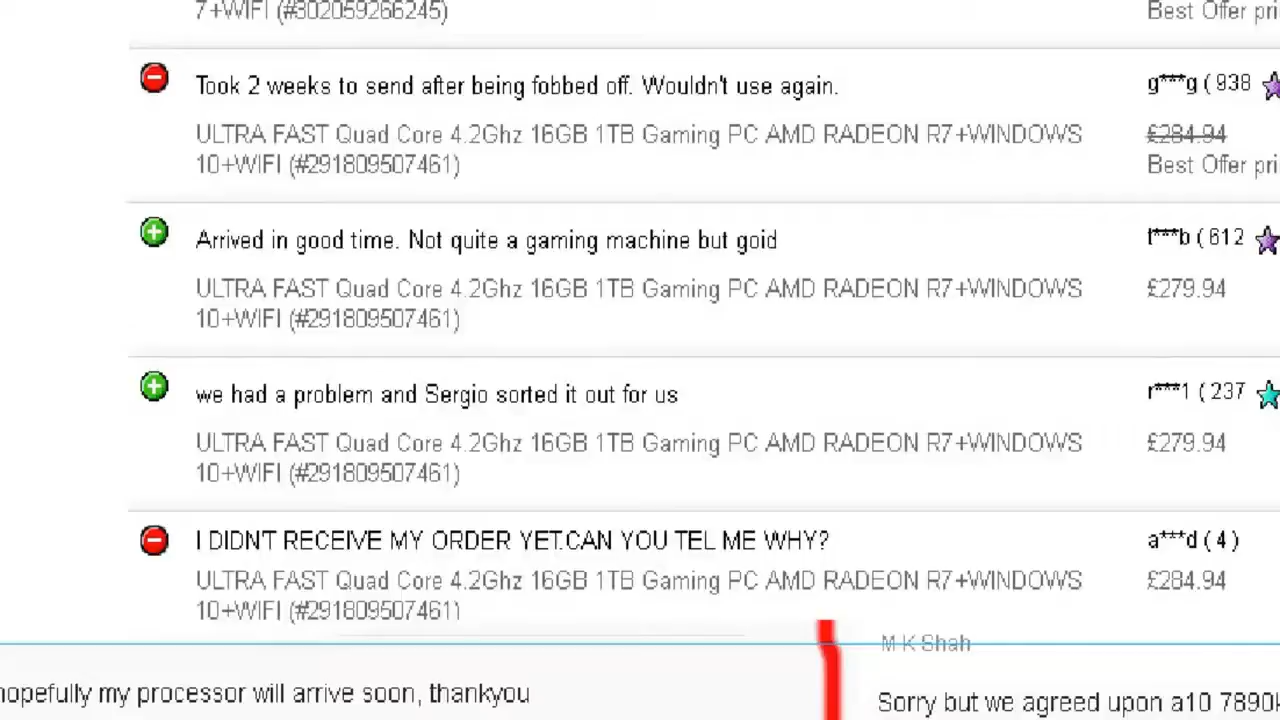 7+WIFI (#302059266245)
Best Offer pri
Took 2 weeks to send after being fobbed off. Wouldn't use again.
g***g ( 938
ULTRA FAST Quad Core 4.2Ghz 16GB 1TB Gaming PC AMD RADEON R7+WINDOWS
£284.94
10+WIFI (#291809507461)
Best Offer pri
Arrived in good time. Not quite a gaming machine but goid
t***b ( 612
ULTRA FAST Quad Core 4.2Ghz 16GB 1TB Gaming PC AMD RADEON R7+WINDOWS
£279.94
10+WIFI (#291809507461)
we had a problem and Sergio sorted it out for us
r***1 ( 237
ULTRA FAST Quad Core 4.2Ghz 16GB 1TB Gaming PC AMD RADEON R7+WINDOWS
£279.94
10+WIFI (#291809507461)
I DIDN'T RECEIVE MY ORDER YET.CAN YOU TEL ME WHY?
a***d ( 4 )
ULTRA FAST Quad Core 4.2Ghz 16GB 1TB Gaming PC AMD RADEON R7+WINDOWS
£284.94
10+WIFI (#291809507461)
M K Shah
hopefully my processor will arrive soon, thankyou
Sorry but we agreed upon a10 7890k